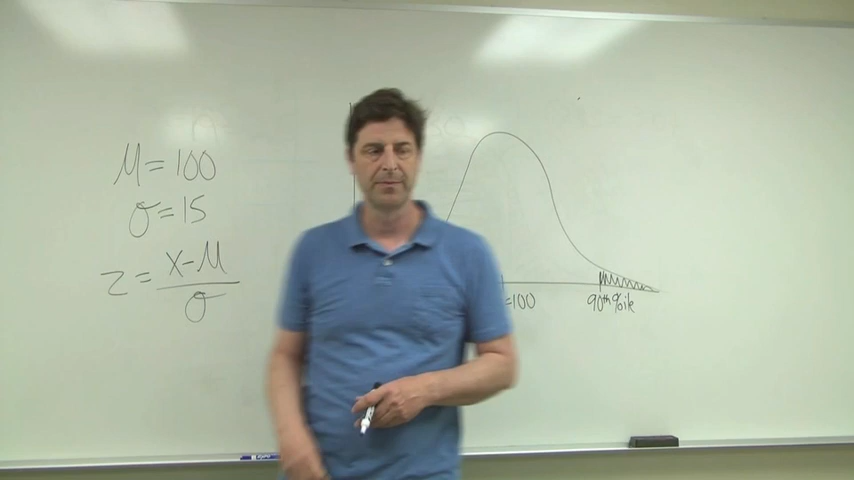 μ = 100
σ = 15
z = x - μ / σ
=100
90th %ile